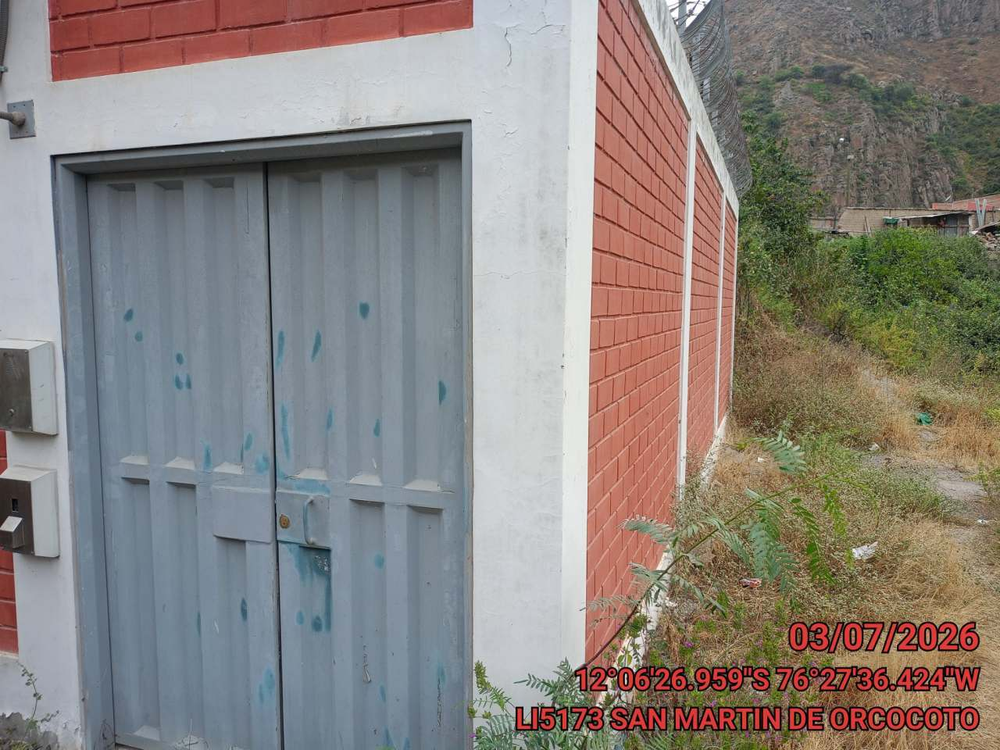 03/07/2026
12°06'26.959"S 76°27'36.424"W
LI5173 SAN MARTIN DE ORCOCOTO